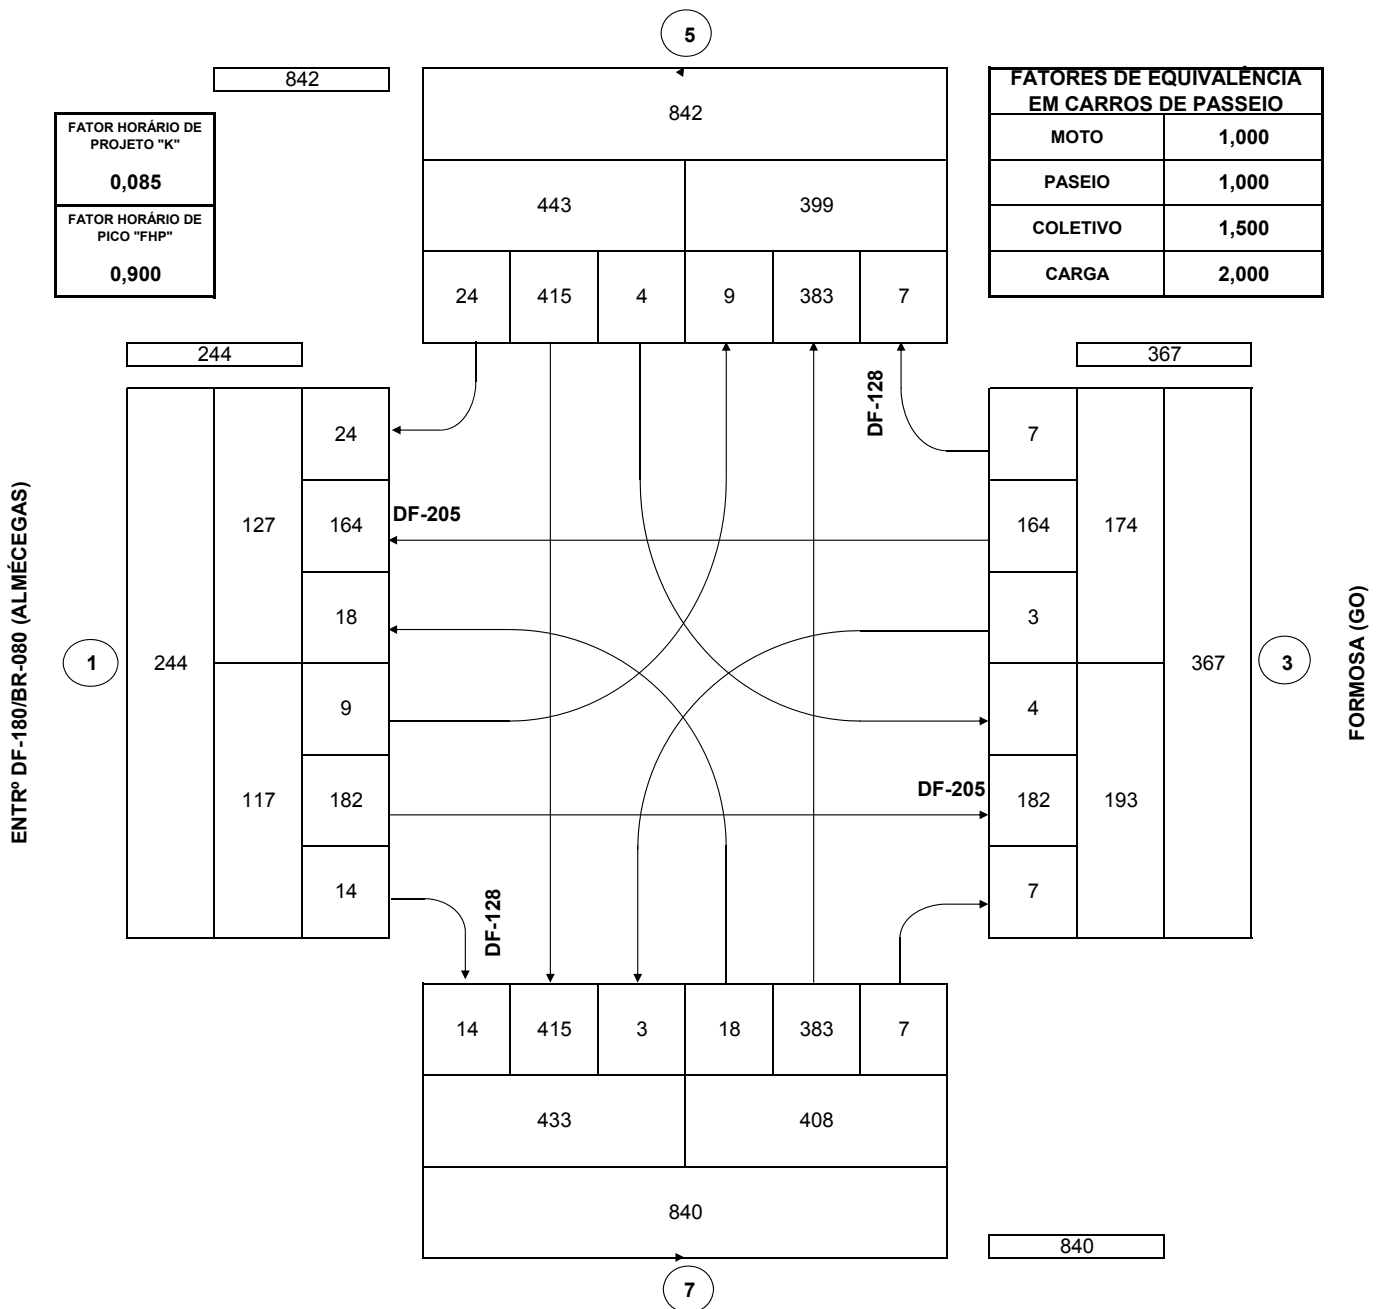 5
842
FATOR HORÁRIO DE
PROJETO "K"
0,085
FATOR HORÁRIO DE
PICO "FHP"
0,900
842
443 399
24 415 4 9 383 7
FATORES DE EQUIVALÊNCIA
EM CARROS DE PASSEIO
MOTO 1,000
PASEIO 1,000
COLETIVO 1,500
CARGA 2,000
244
367
DF-128
ENTRº DF-180/BR-080 (ALMÉCEGAS)
1
244
127
117
24
164
18
9
182
14
DF-205
DF-205
7
164
3
4
182
7
174
193
367
3
FORMOSA (GO)
DF-128
14 415 3 18 383 7
433 408
840
840
7